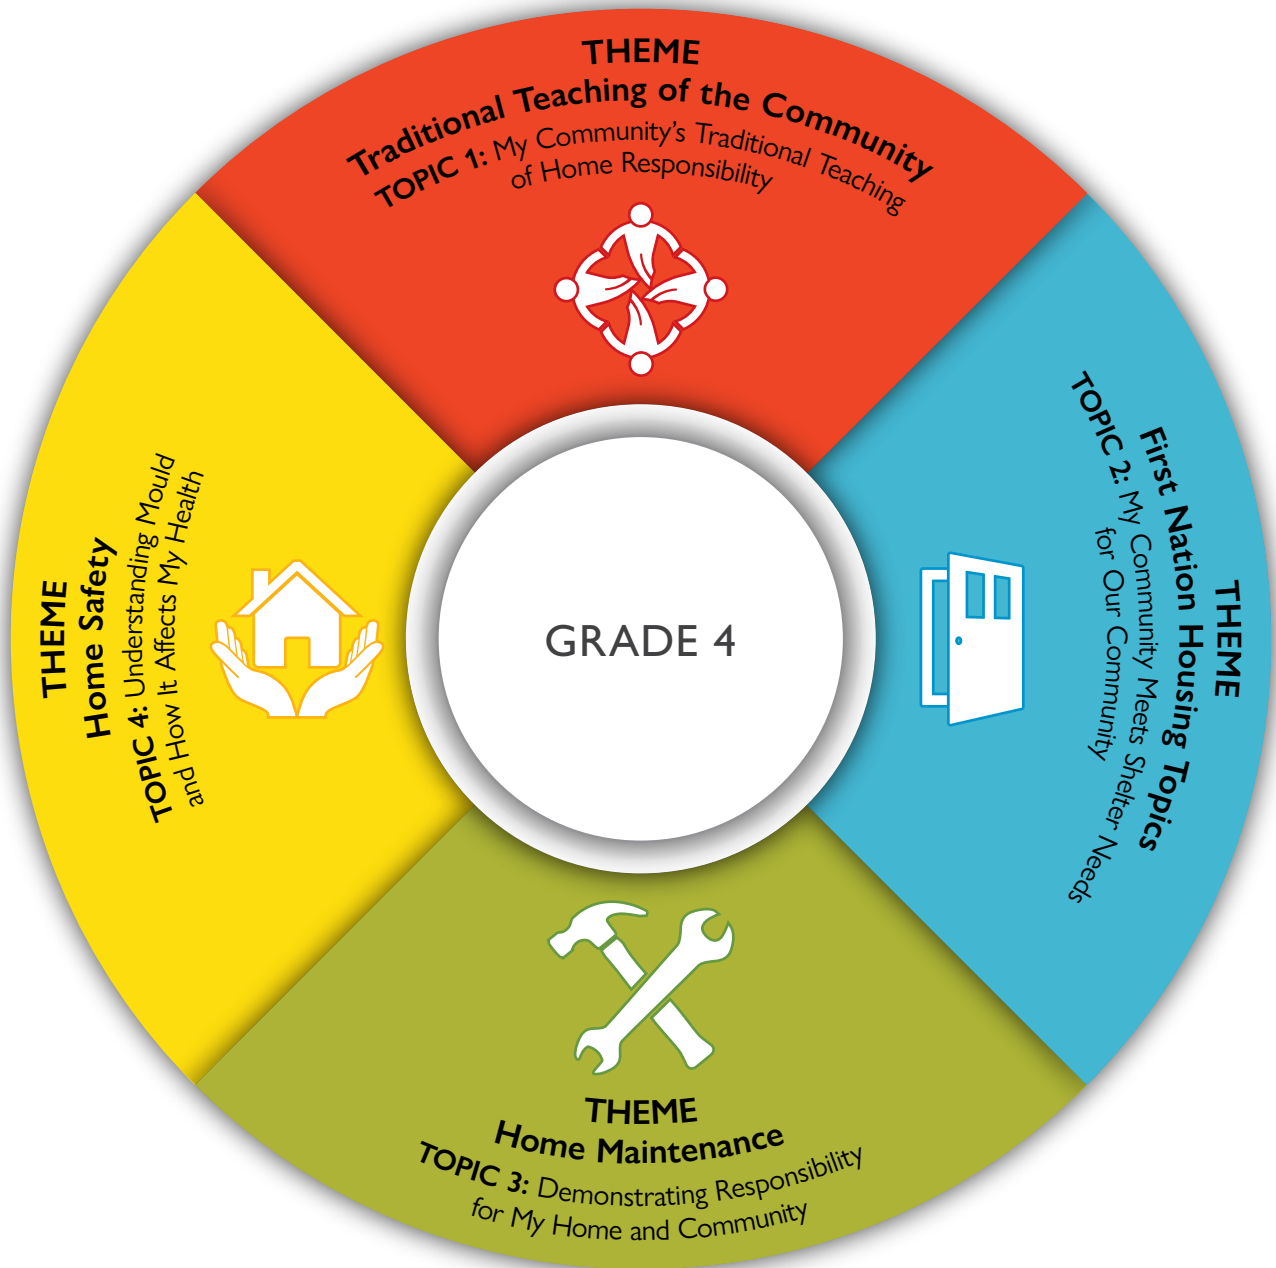 THEME
Traditional Teaching of the Community
TOPIC 1: My Community’s Traditional Teaching
of Home Responsibility
THEME
First Nation Housing Topics
TOPIC 2: My Community Meets Shelter Needs
for Our Community
THEME
Home Maintenance
TOPIC 3: Demonstrating Responsibility
for My Home and Community
THEME
Home Safety
TOPIC 4: Understanding Mould
and How It Affects My Health
GRADE 4